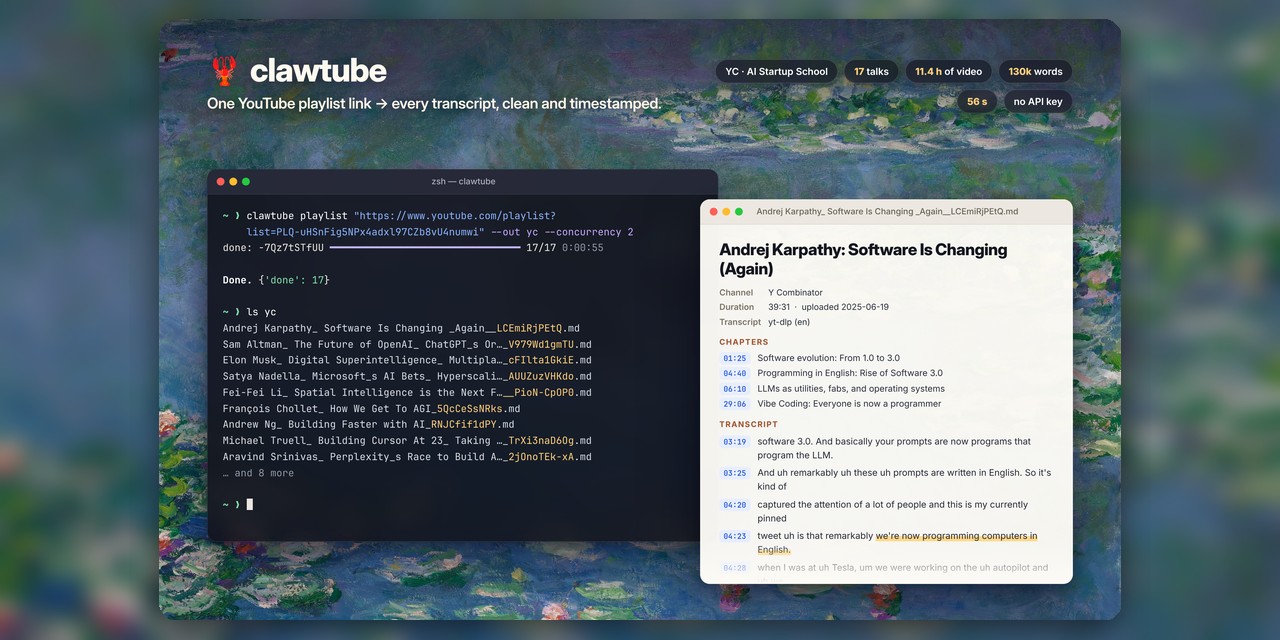 clawtube
One YouTube playlist link → every transcript, clean and timestamped.
YC · AI Startup School
17 talks
11.4 h of video
130k words
56 s
no API key
zsh — clawtube
~ ❯ clawtube playlist "https://www.youtube.com/playlist?
list=PLQ-uHSnFig5NPx4adxl97CZb8vU4numwi" --out yc --concurrency 2
done: -7Qz7tSTfUU 17/17 0:00:55
Done. {'done': 17}
~ ❯ ls yc
Andrej Karpathy_ Software Is Changing _Again__LCEmiRjPEtQ.md
Sam Altman_ The Future of OpenAI_ ChatGPT_s Or…_V979Wd1gmTU.md
Elon Musk_ Digital Superintelligence_ Multipla…_cFIlta1GkiE.md
Satya Nadella_ Microsoft_s AI Bets_ Hyperscali…_AUUZuzVHKdo.md
Fei-Fei Li_ Spatial Intelligence is the Next F…__PioN-CpOP0.md
François Chollet_ How We Get To AGI_5QcCeSsNRks.md
Andrew Ng_ Building Faster with AI_RNJCfif1dPY.md
Michael Truell_ Building Cursor At 23_ Taking …_TrXi3naD6Og.md
Aravind Srinivas_ Perplexity_s Race to Build A…_2jOnoTEk-xA.md
… and 8 more
~ ❯
Andrej Karpathy_ Software Is Changing _Again__LCEmiRjPEtQ.md
Andrej Karpathy: Software Is Changing
(Again)
Channel Y Combinator
Duration 39:31 · uploaded 2025-06-19
Transcript yt-dlp (en)
CHAPTERS
01:25 Software evolution: From 1.0 to 3.0
04:40 Programming in English: Rise of Software 3.0
06:10 LLMs as utilities, fabs, and operating systems
29:06 Vibe Coding: Everyone is now a programmer
TRANSCRIPT
03:19 software 3.0. And basically your prompts are now programs that
program the LLM.
03:25 And uh remarkably uh these uh prompts are written in English. So it's
kind of
04:20 captured the attention of a lot of people and this is my currently
pinned
04:23 tweet uh is that remarkably we're now programming computers in
English.
04:28 when I was at uh Tesla, um we were working on the uh autopilot and